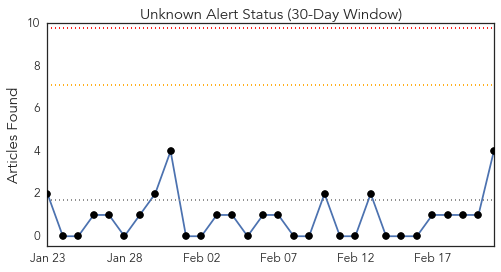 Unknown Alert Status (30-Day Window)
10
8
6
4
2
0
Articles Found
Jan 23 Jan 28 Feb 02 Feb 07 Feb 12 Feb 17